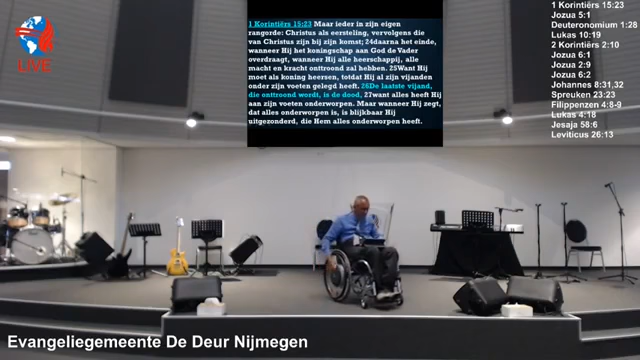 LIVE
1 Korintiërs 15:23 Maar ieder in zijn eigen
rangorde: Christus als eersteling, vervolgens die
van Christus zijn bij zijn komst; 24daarna het einde,
wanneer Hij het koningschap aan God de Vader
overdraagt, wanneer Hij alle heerschappij, alle
macht en kracht onttroond zal hebben. 25Want Hij
moet als koning heersen, totdat Hij al zijn vijanden
onder zijn voeten gelegd heeft. 26De laatste vijand,
die onttroond wordt, is de dood, 27want alles heeft Hij
aan zijn voeten onderworpen. Maar wanneer Hij zegt,
dat alles onderworpen is, is blijkbaar Hij
uitgezonderd, die Hem alles onderworpen heeft.
1 Korintiërs 15:23
Jozua 5:1
Deuteronomium 1:28
Lukas 10:19
2 Korintiërs 2:10
Jozua 6:1
Jozua 2:9
Jozua 6:2
Johannes 8:31,32
Spreuken 23:23
Filippenzen 4:8-9
Lukas 4:18
Jesaja 58:6
Leviticus 26:13
Evangeliegemeente De Deur Nijmegen